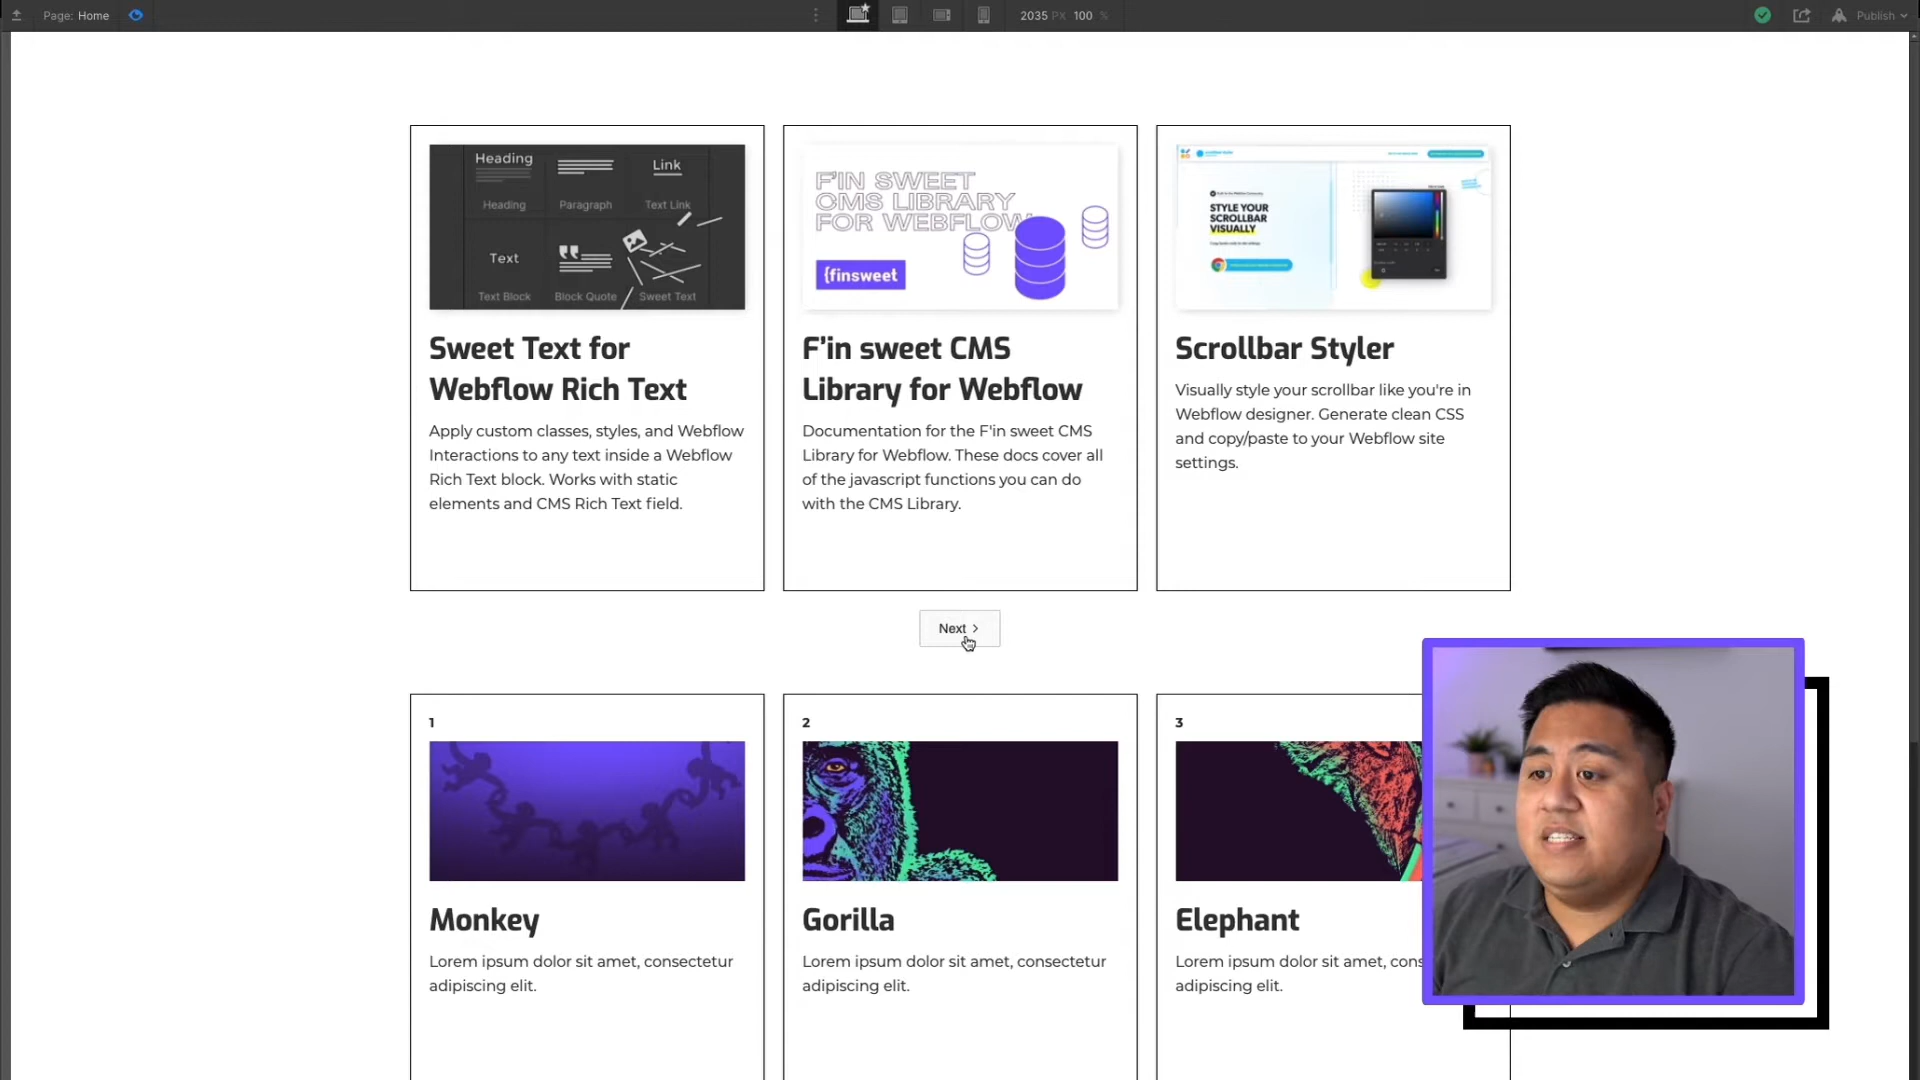 Page: Home
2035 PX 100 %
Publish
Heading
Link
Heading
Paragraph
Text Link
Text
Text Block
Block Quote
Sweet Text
Sweet Text for
Webflow Rich Text
Apply custom classes, styles, and Webflow
Interactions to any text inside a Webflow
Rich Text block. Works with static
elements and CMS Rich Text field.
F'IN SWEET
CMS LIBRARY
FOR WEBFLOW
{finsweet
F’in sweet CMS
Library for Webflow
Documentation for the F'in sweet CMS
Library for Webflow. These docs cover all
of the javascript functions you can do
with the CMS Library.
STYLE YOUR
SCROLLBAR
VISUALLY
Scrollbar Styler
Visually style your scrollbar like you're in
Webflow designer. Generate clean CSS
and copy/paste to your Webflow site
settings.
Next
1
Monkey
Lorem ipsum dolor sit amet, consectetur
adipiscing elit.
2
Gorilla
Lorem ipsum dolor sit amet, consectetur
adipiscing elit.
3
Elephant
Lorem ipsum dolor sit amet, cons
adipiscing elit.